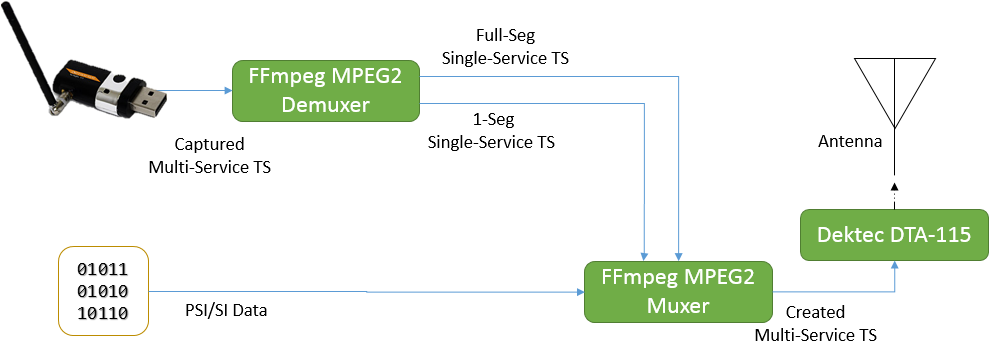 Full-Seg
Single-Service TS
FFmpeg MPEG2
Demuxer
1-Seg
Single-Service TS
Captured
Multi-Service TS
Antenna
Dektec DTA-115
01011
01010
10110
PSI/SI Data
FFmpeg MPEG2
Muxer
Created
Multi-Service TS